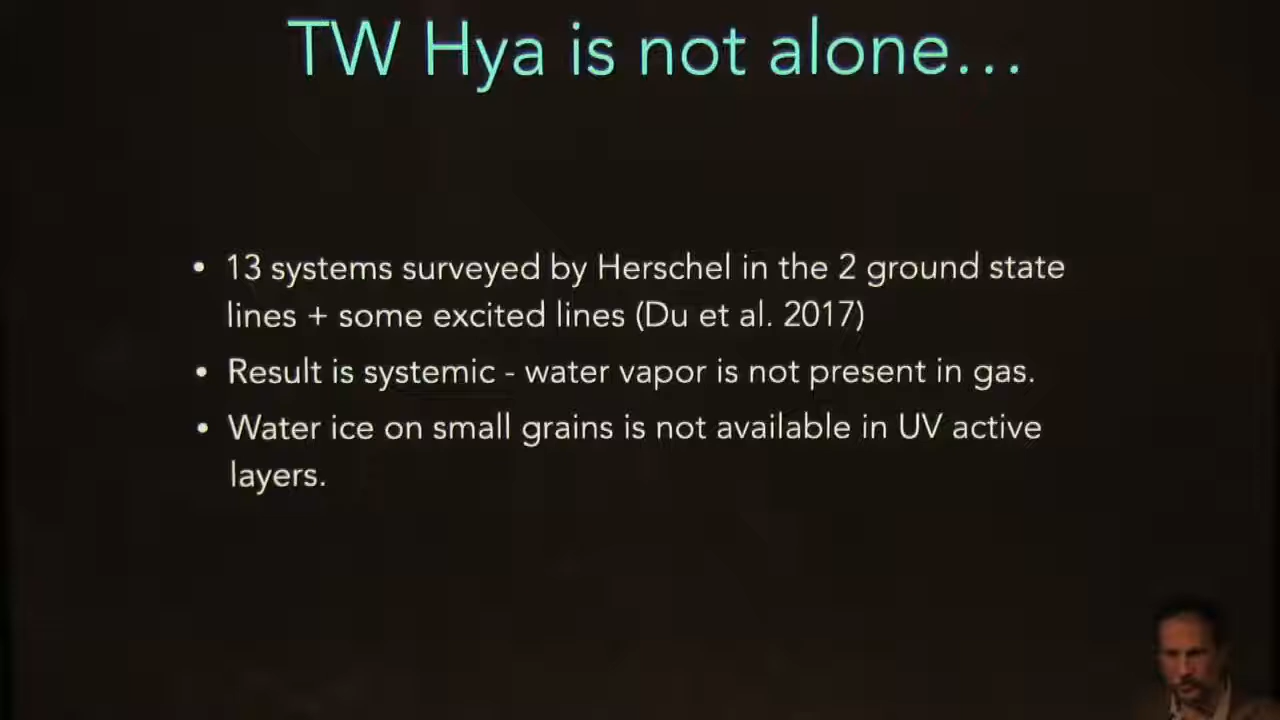 TW Hya is not alone…
• 13 systems surveyed by Herschel in the 2 ground state
lines + some excited lines (Du et al. 2017)
• Result is systemic - water vapor is not present in gas.
• Water ice on small grains is not available in UV active
layers.